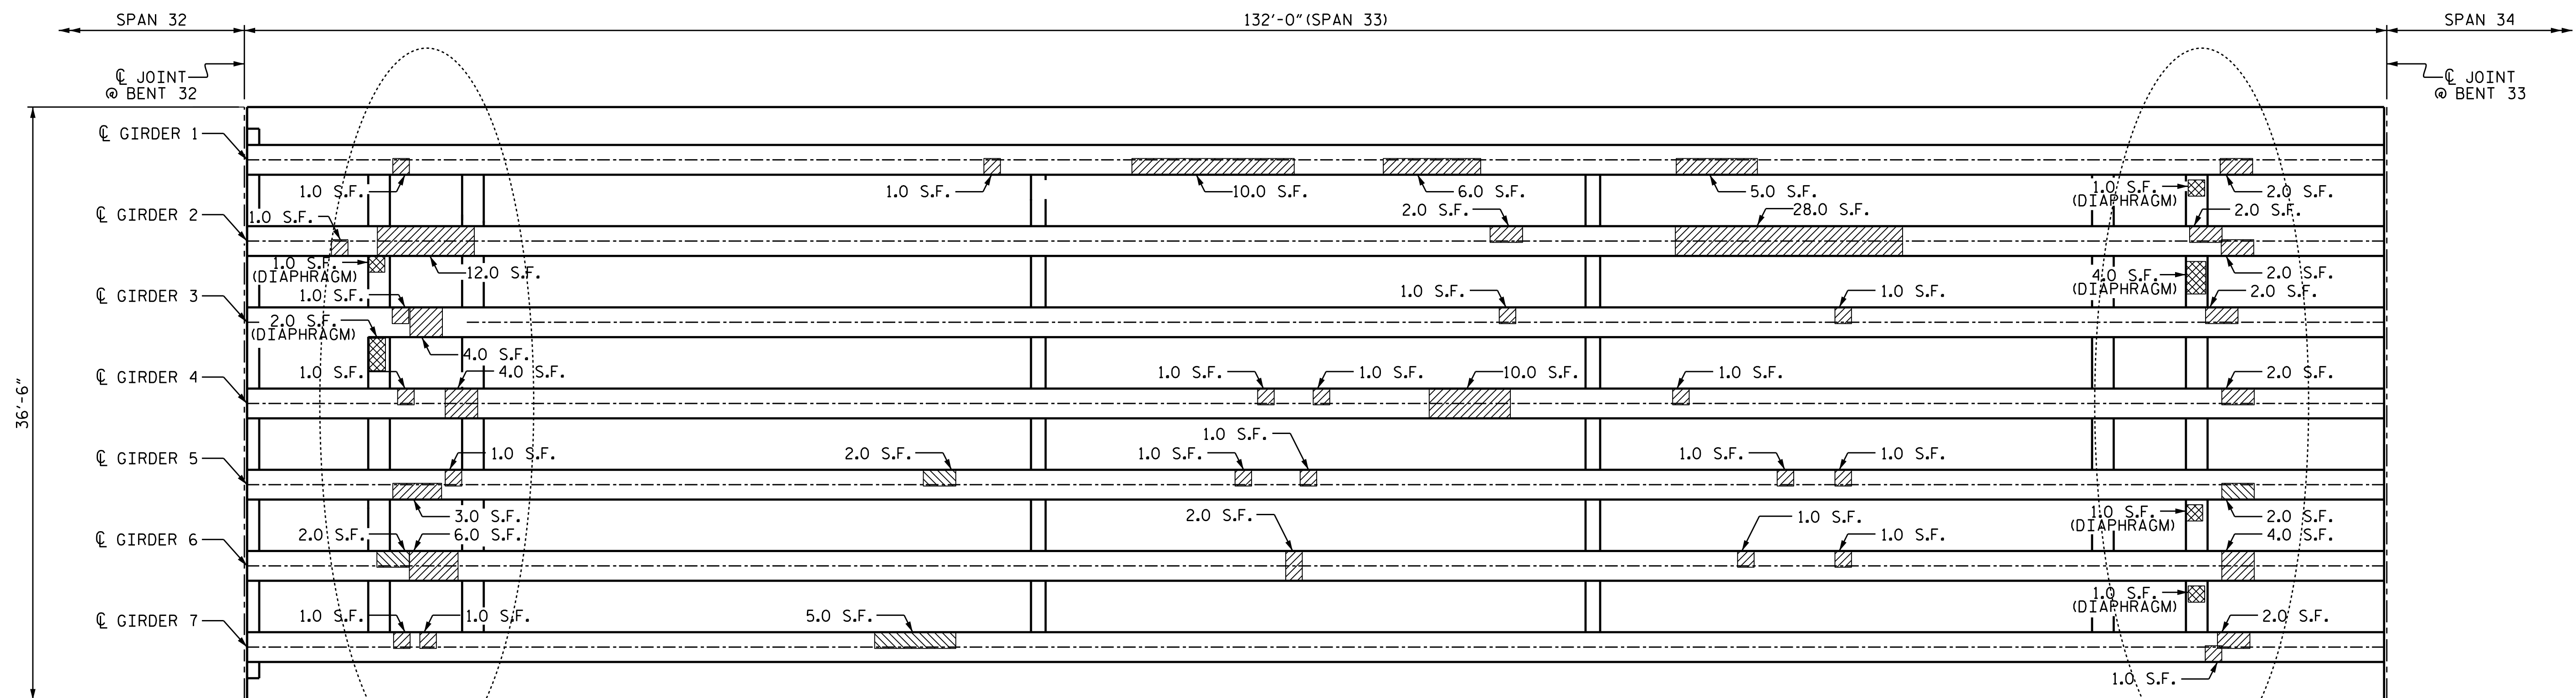 SPAN 32
132'-0" (SPAN 33)
SPAN 34
℄ JOINT
@ BENT 32
℄ JOINT
@ BENT 33
36'-6"
℄ GIRDER 1
1.0 S.F.
1.0 S.F.
10.0 S.F.
6.0 S.F.
5.0 S.F.
1.0 S.F.
(DIAPHRAGM)
2.0 S.F.
℄ GIRDER 2
1.0 S.F.
2.0 S.F.
28.0 S.F.
2.0 S.F.
1.0 S.F.
(DIAPHRAGM)
12.0 S.F.
4.0 S.F.
(DIAPHRAGM)
2.0 S.F.
℄ GIRDER 3
1.0 S.F.
1.0 S.F.
1.0 S.F.
2.0 S.F.
2.0 S.F.
(DIAPHRAGM)
4.0 S.F.
℄ GIRDER 4
1.0 S.F.
4.0 S.F.
1.0 S.F.
1.0 S.F.
10.0 S.F.
1.0 S.F.
2.0 S.F.
1.0 S.F.
℄ GIRDER 5
1.0 S.F.
2.0 S.F.
1.0 S.F.
1.0 S.F.
1.0 S.F.
3.0 S.F.
2.0 S.F.
1.0 S.F.
(DIAPHRAGM)
2.0 S.F.
℄ GIRDER 6
2.0 S.F.
6.0 S.F.
1.0 S.F.
1.0 S.F.
4.0 S.F.
1.0 S.F.
(DIAPHRAGM)
℄ GIRDER 7
1.0 S.F.
1.0 S.F.
5.0 S.F.
2.0 S.F.
1.0 S.F.